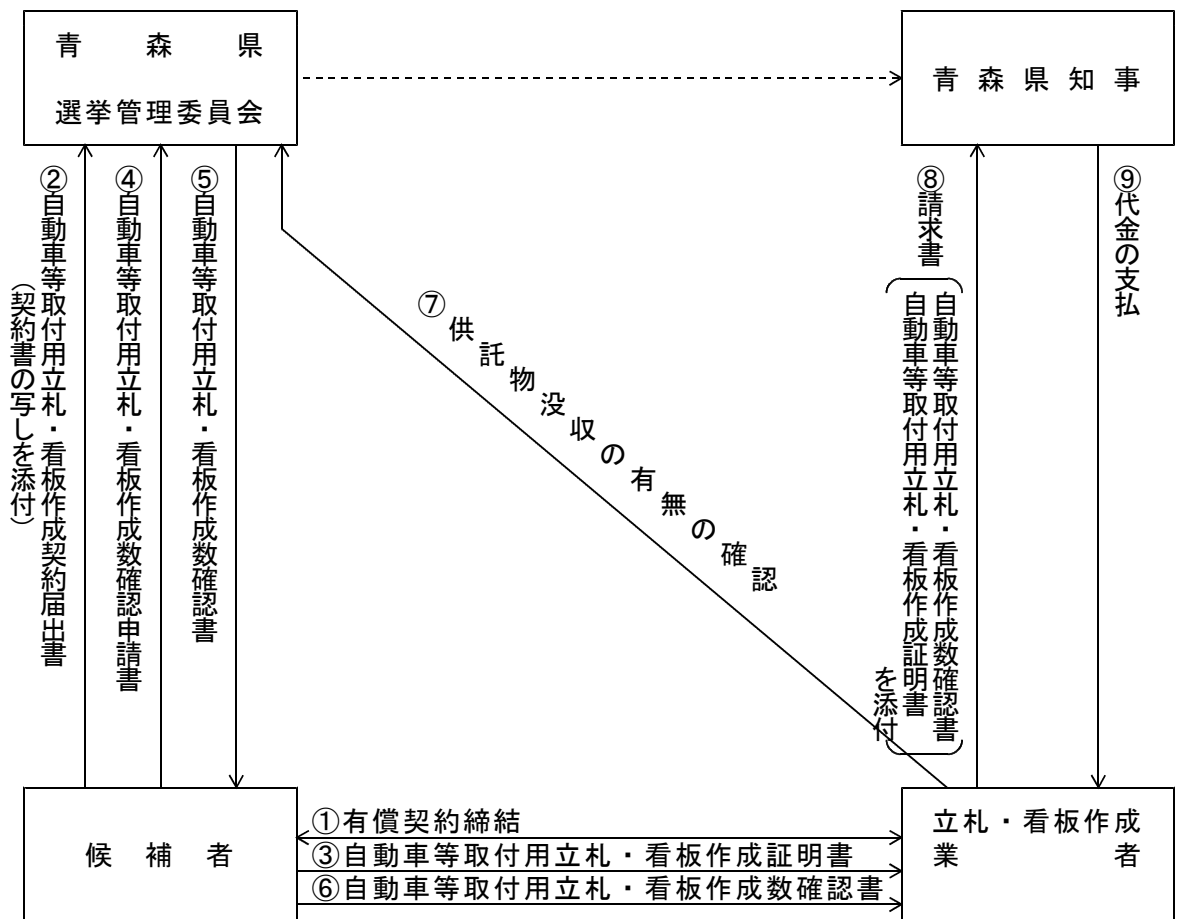 青森県
選挙管理委員会
青森県知事
②自動車等取付用立札・看板作成契約届出書
（契約書の写しを添付）
④自動車等取付用立札・看板作成数確認申請書
⑤自動車等取付用立札・看板作成数確認書
⑦供託物没収の有無の確認
⑧請求書
自動車等取付用立札・看板作成数確認書
自動車等取付用立札・看板作成証明書
を添付
⑨代金の支払
候補者
①有償契約締結
③自動車等取付用立札・看板作成証明書
⑥自動車等取付用立札・看板作成数確認書
立札・看板作成
業者